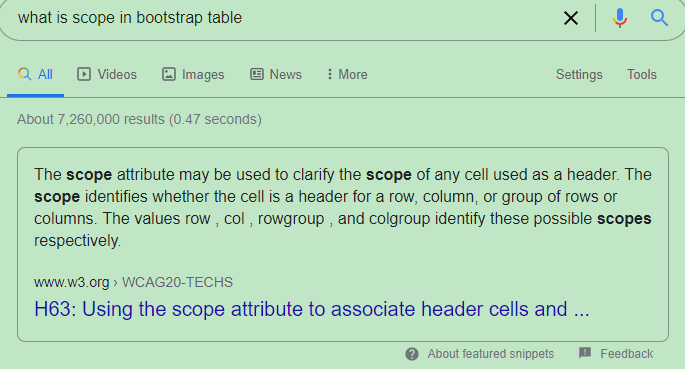 what is scope in bootstrap table
All Videos Images News More Settings Tools
About 7,260,000 results (0.47 seconds)
The scope attribute may be used to clarify the scope of any cell used as a header. The
scope identifies whether the cell is a header for a row, column, or group of rows or
columns. The values row , col , rowgroup , and colgroup identify these possible scopes
respectively.
www.w3.org › WCAG20-TECHS
H63: Using the scope attribute to associate header cells and ...
About featured snippets Feedback